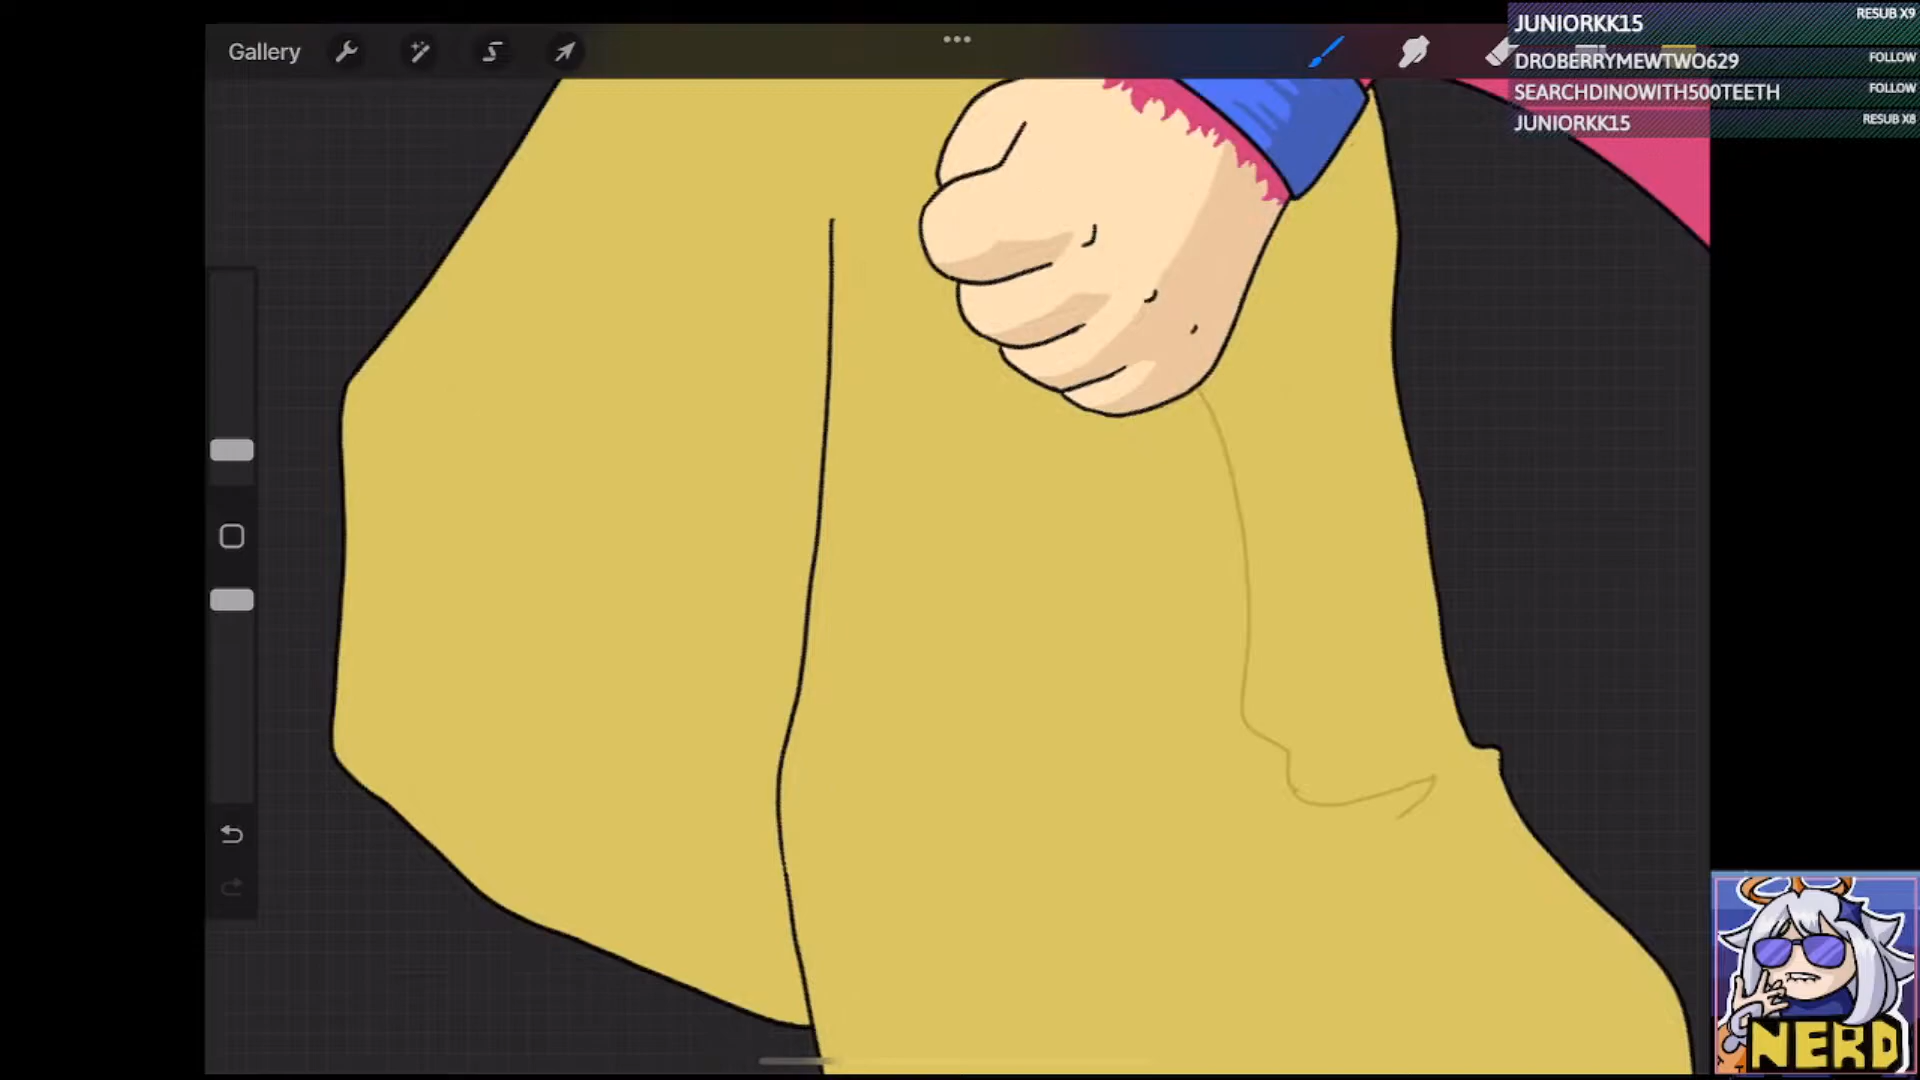 Gallery
JUNIORKK15 RESUB X9
DROBERRYMEWTWO629 FOLLOW
SEARCHDINOWITH500TEETH FOLLOW
JUNIORKK15 RESUB X8
NERD